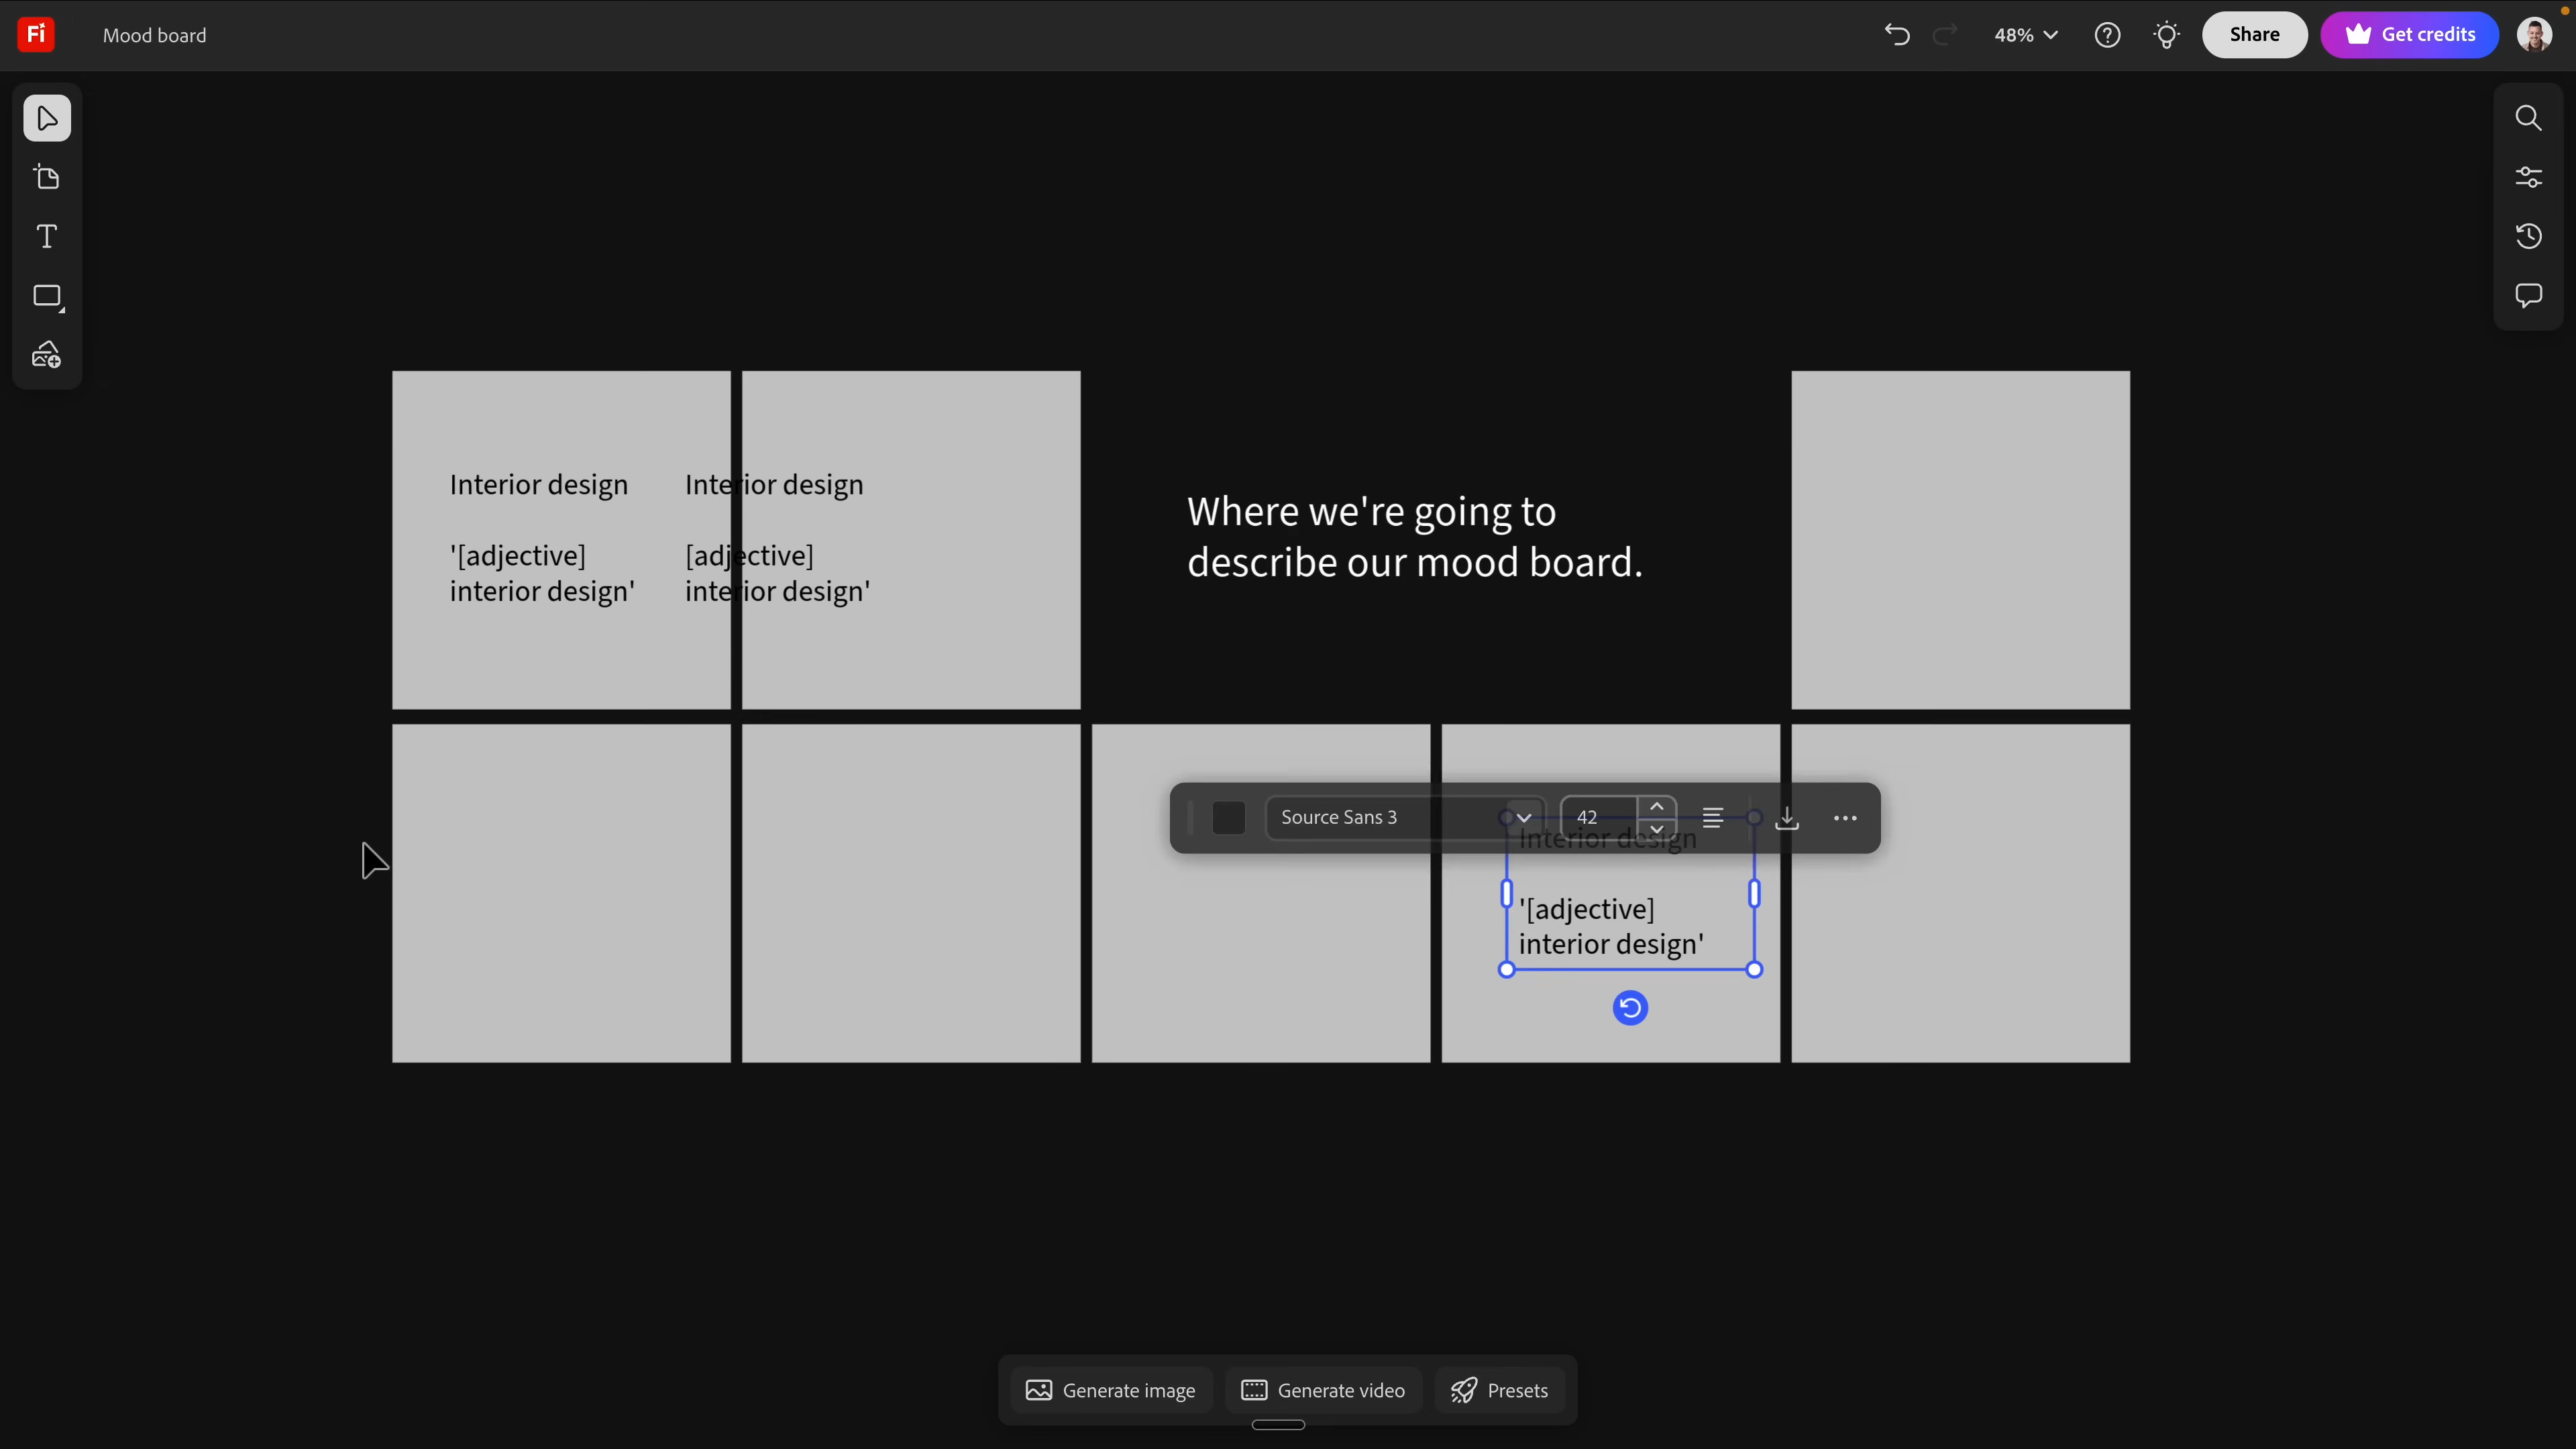 Fi
Mood board
48%
Share
Get credits
Interior design
'[adjective]
interior design'
Interior design
[adjective]
interior design'
Where we're going to
describe our mood board.
Source Sans 3
42
Interior design
'[adjective]
interior design'
Generate image
Generate video
Presets